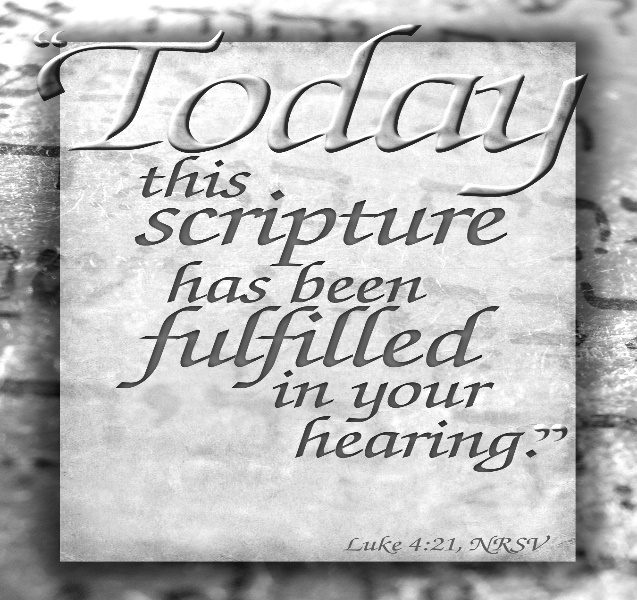 “Today
this
scripture
has been
fulfilled
in your
hearing.”
Luke 4:21, NRSV